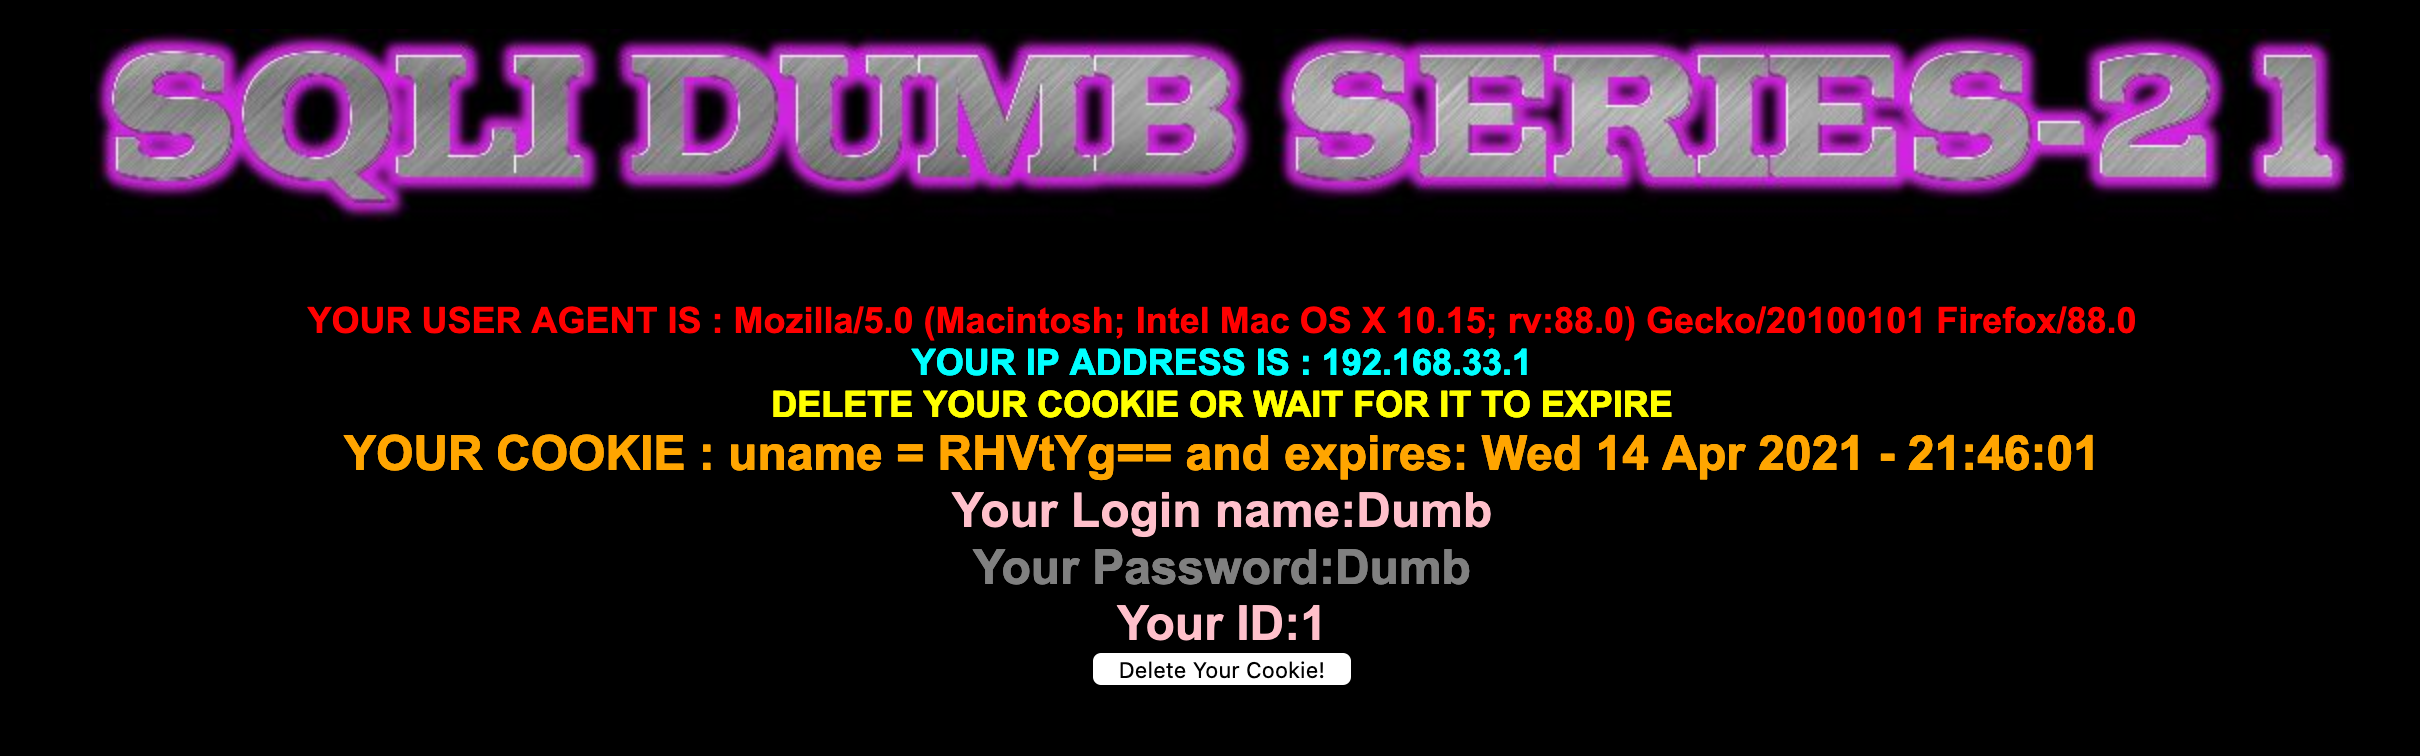 SQLI DUMB SERIES-21
YOUR USER AGENT IS : Mozilla/5.0 (Macintosh; Intel Mac OS X 10.15; rv:88.0) Gecko/20100101 Firefox/88.0
YOUR IP ADDRESS IS : 192.168.33.1
DELETE YOUR COOKIE OR WAIT FOR IT TO EXPIRE
YOUR COOKIE : uname = RHVtYg== and expires: Wed 14 Apr 2021 - 21:46:01
Your Login name:Dumb
Your Password:Dumb
Your ID:1
Delete Your Cookie!